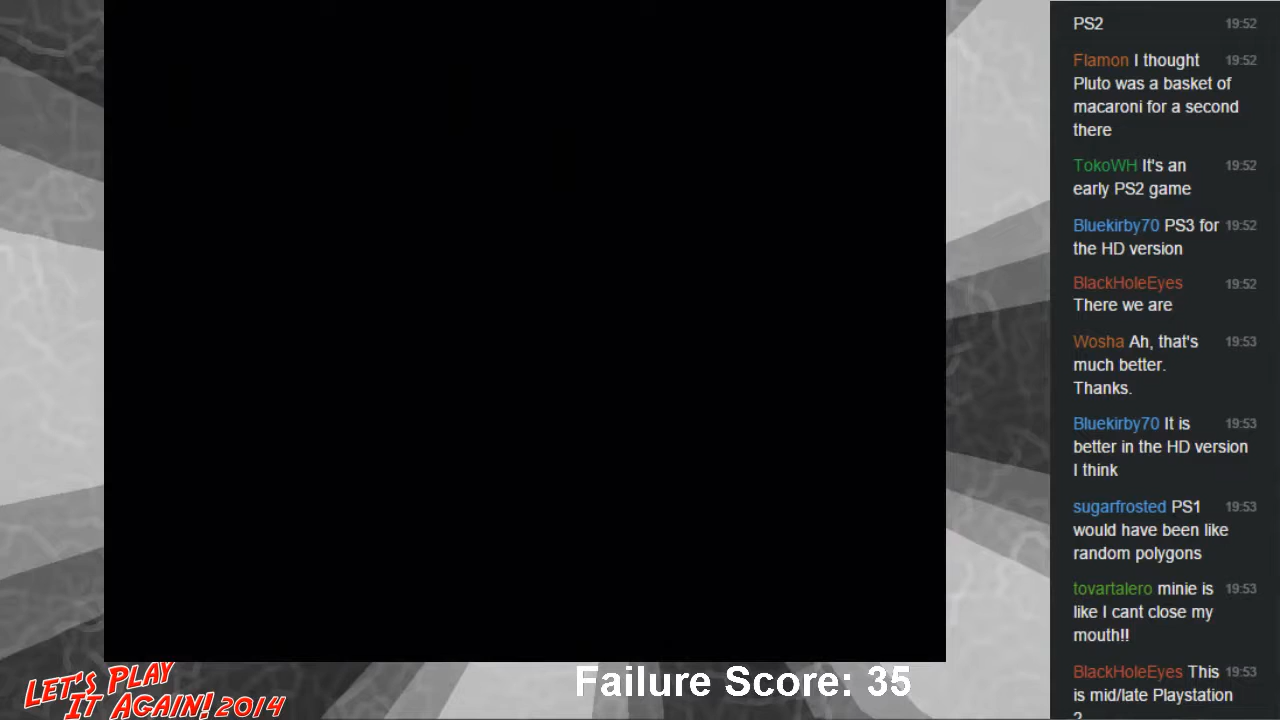 PS2 19:52
Flamon I thought 19:52
Pluto was a basket of
macaroni for a second
there
TokoWH It's an 19:52
early PS2 game
Bluekirby70 PS3 for 19:52
the HD version
BlackHoleEyes 19:52
There we are
Wosha Ah, that's 19:53
much better.
Thanks.
Bluekirby70 It is 19:53
better in the HD version
I think
sugarfrosted PS1 19:53
would have been like
random polygons
tovartalero minie is 19:53
like I cant close my
mouth!!
BlackHoleEyes This 19:53
is mid/late Playstation
2
LET'S PLAY
IT AGAIN! 2014
Failure Score: 35